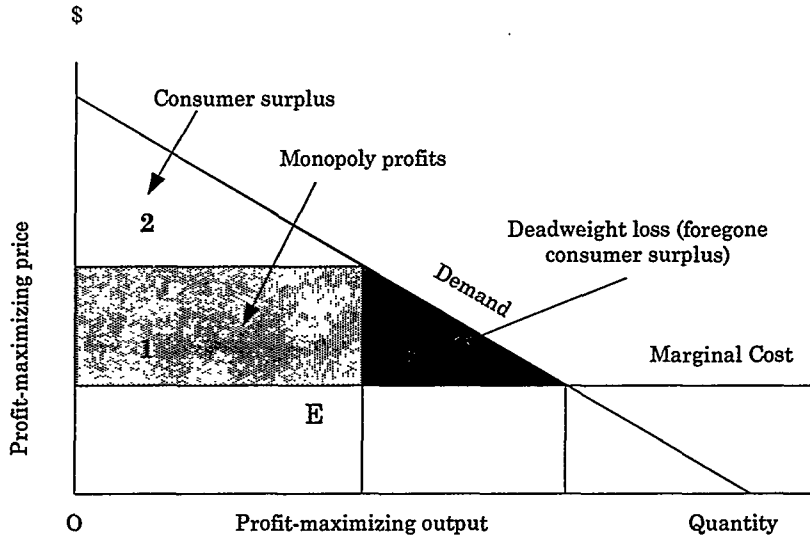 $
Consumer surplus
Monopoly profits
2
Deadweight loss (foregone
consumer surplus)
Demand
Profit-maximizing price
1
Marginal Cost
E
O
Profit-maximizing output
Quantity